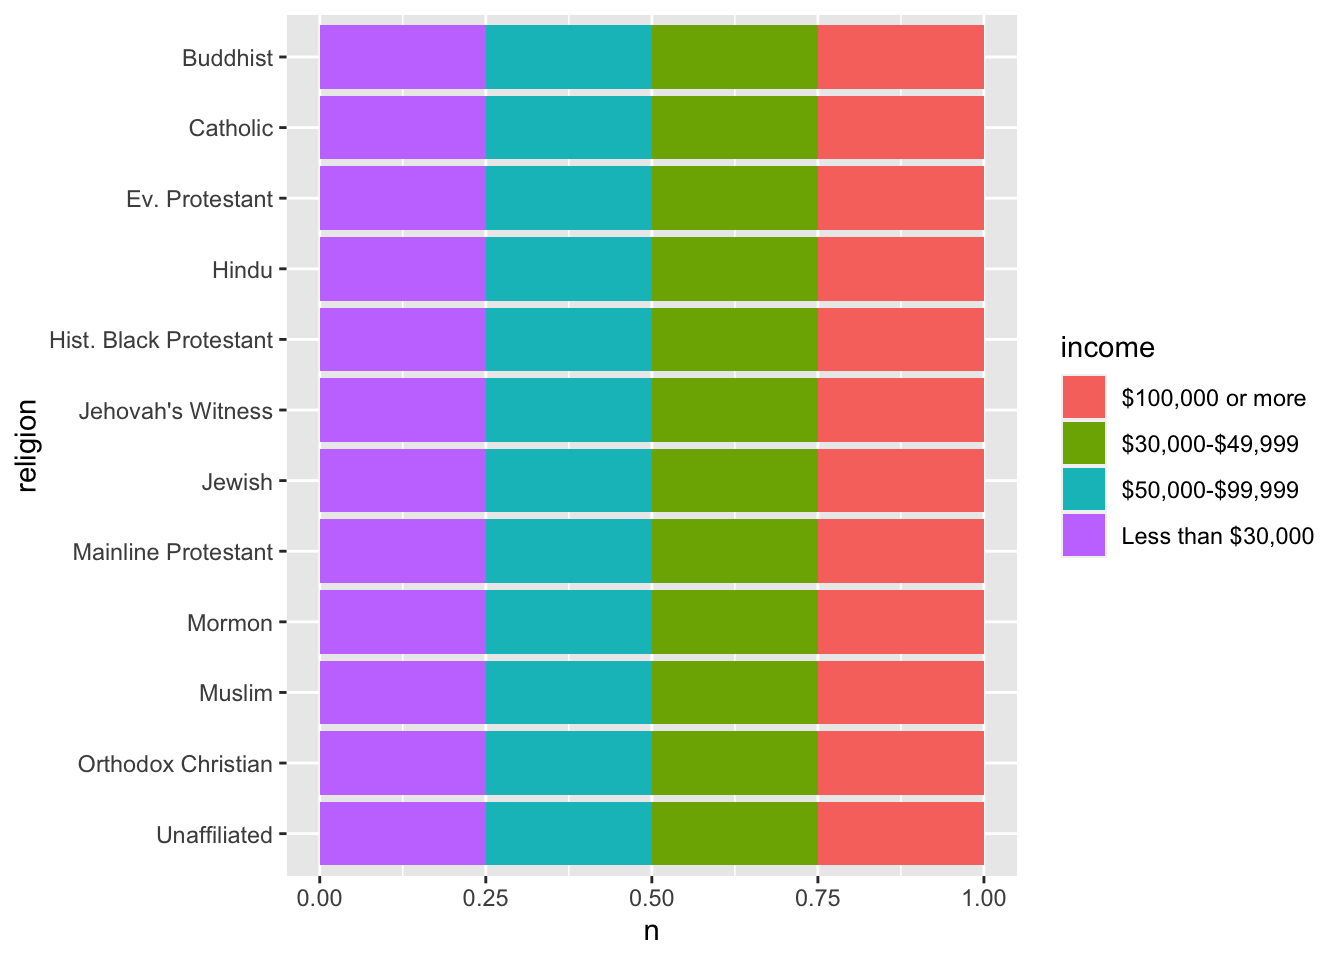 Buddhist
Catholic
Ev. Protestant
Hindu
Hist. Black Protestant
Jehovah's Witness
Jewish
Mainline Protestant
Mormon
Muslim
Orthodox Christian
Unaffiliated
religion
0.00 0.25 0.50 0.75 1.00
n
income
$100,000 or more
$30,000-$49,999
$50,000-$99,999
Less than $30,000